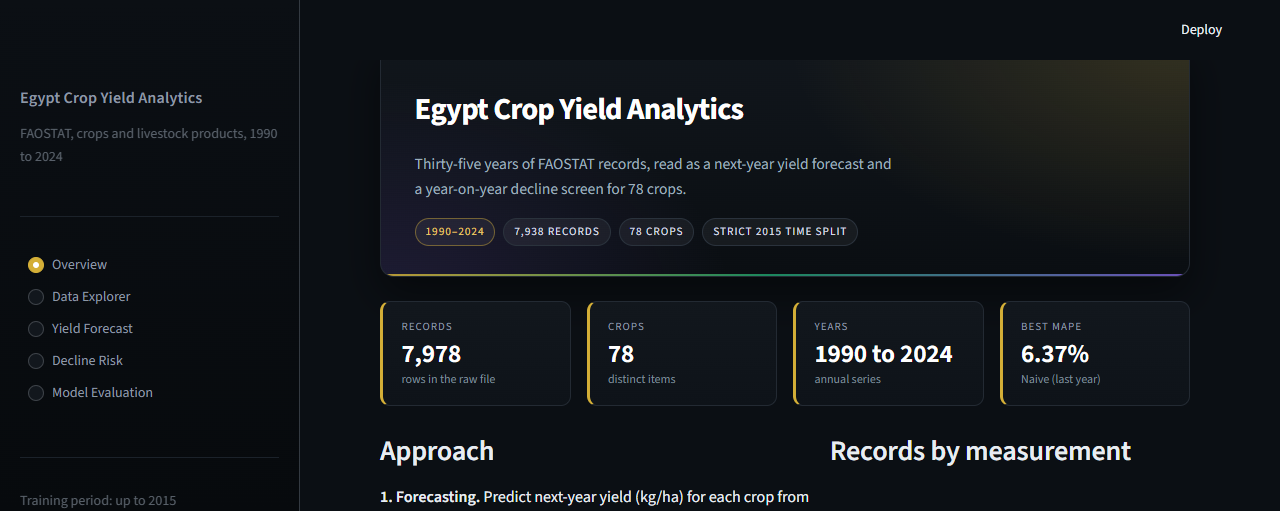 Deploy
Egypt Crop Yield Analytics
FAOSTAT, crops and livestock products, 1990
to 2024
Overview
Data Explorer
Yield Forecast
Decline Risk
Model Evaluation
Training period: up to 2015
Egypt Crop Yield Analytics
Thirty-five years of FAOSTAT records, read as a next-year yield forecast and
a year-on-year decline screen for 78 crops.
1990–2024
7,938 RECORDS
78 CROPS
STRICT 2015 TIME SPLIT
RECORDS
7,978
rows in the raw file
CROPS
78
distinct items
YEARS
1990 to 2024
annual series
BEST MAPE
6.37%
Naive (last year)
Approach
1. Forecasting. Predict next-year yield (kg/ha) for each crop from
Records by measurement